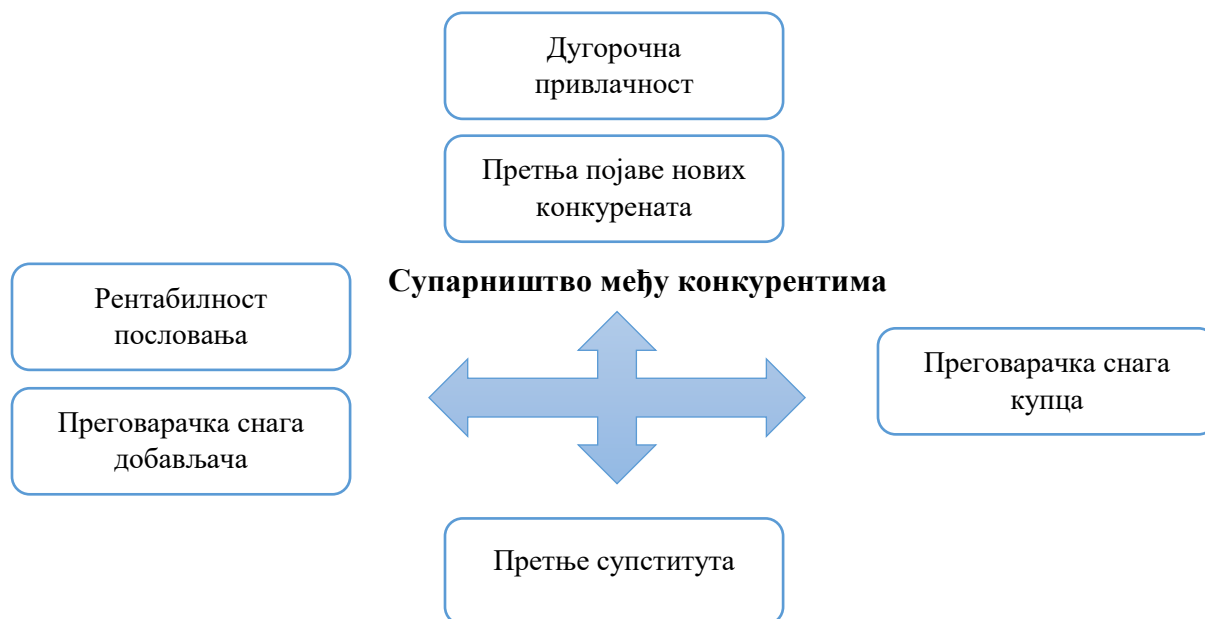 Дугорочна
привлачност
Претња појаве нових
конкурената
Супарништво међу конкурентима
Рентабилност
пословања
Преговарачка снага
добављача
Преговарачка снага
купца
Претње супститута